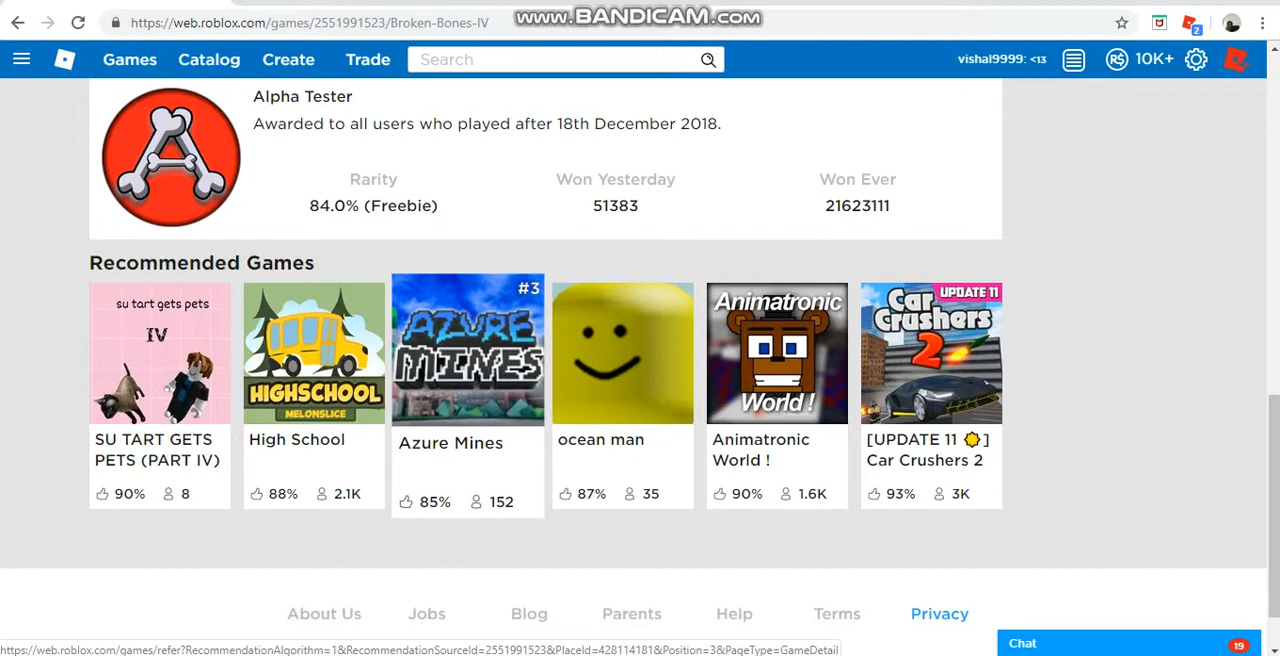 https://web.roblox.com/games/2551991523/Broken-Bones-IV
www.BANDICAM.com
2
Games Catalog Create Trade Search vishal9999: <13 R$ 10K+
Alpha Tester
Awarded to all users who played after 18th December 2018.
A
Rarity Won Yesterday Won Ever
84.0% (Freebie) 51383 21623111
Recommended Games
su tart gets pets
IV
HIGHSCHOOL
MELONSLICE
#3
AZURE
MINES
Animatronic
World !
UPDATE 11
Car
Crushers
2
SU TART GETS
PETS (PART IV)
90% 8
High School
88% 2.1K
Azure Mines
85% 152
ocean man
87% 35
Animatronic
World !
90% 1.6K
[UPDATE 11 ]
Car Crushers 2
93% 3K
About Us Jobs Blog Parents Help Terms Privacy
https://web.roblox.com/games/refer?RecommendationAlgorithm=1&RecommendationSourceId=2551991523&PlaceId=428114181&Position=3&PageType=GameDetail
Chat 19